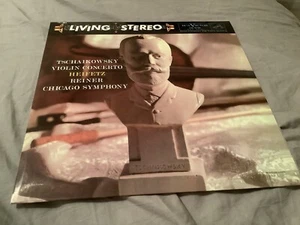 LIVING STEREO
TSCHAIKOWSKY
VIOLIN CONCERTO
HEIFETZ
REINER
CHICAGO SYMPHONY